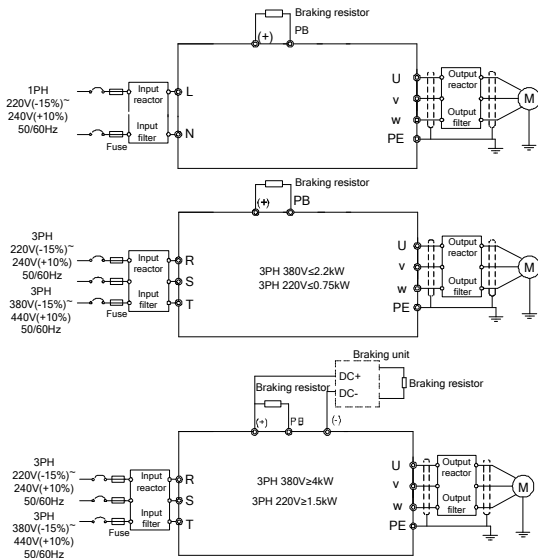 Braking resistor
(+)
PB
1PH
220V(-15%)~
240V(+10%)
50/60Hz
Fuse
Input
reactor
Input
filter
L
N
U
v
w
PE
Output
reactor
Output
filter
M
Braking resistor
(+)
PB
3PH
220V(-15%)~
240V(+10%)
50/60Hz
3PH
380V(-15%)~
440V(+10%)
50/60Hz
Fuse
Input
reactor
Input
filter
R
S
T
3PH 380V≤2.2kW
3PH 220V≤0.75kW
U
v
w
PE
Output
reactor
Output
filter
M
Braking unit
DC+
DC-
Braking resistor
Braking resistor
(+)
PB
(-)
3PH
220V(-15%)~
240V(+10%)
50/60Hz
3PH
380V(-15%)~
440V(+10%)
50/60Hz
Fuse
Input
reactor
Input
filter
R
S
T
3PH 380V≥4kW
3PH 220V≥1.5kW
U
v
w
PE
Output
reactor
Output
filter
M